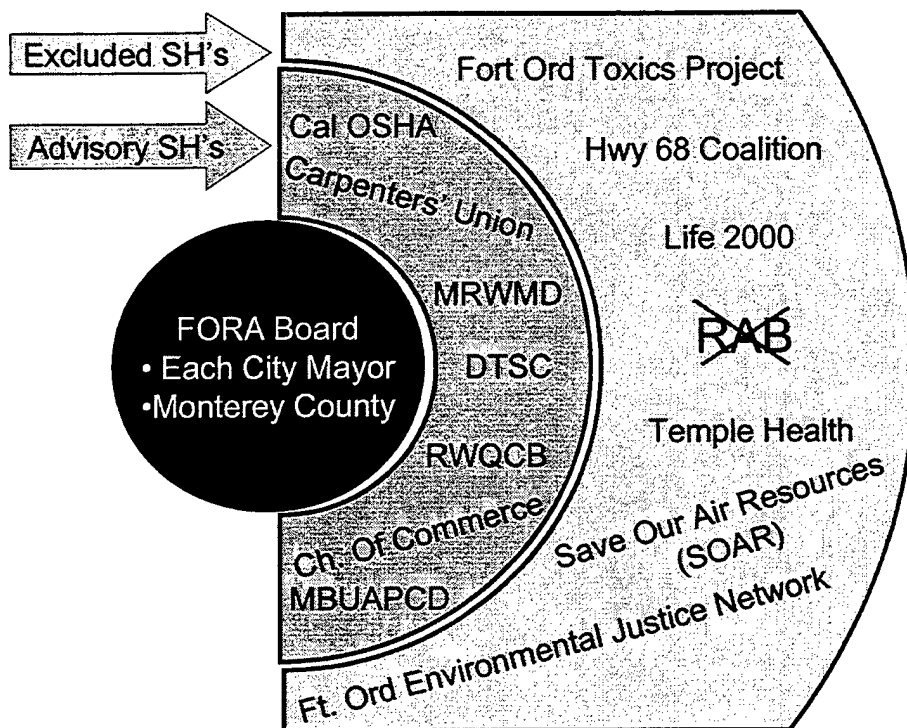 Excluded SH's
Advisory SH's
FORA Board
• Each City Mayor
•Monterey County
Cal OSHA
Carpenters' Union
MRWMD
DTSC
RWQCB
Ch. Of Commerce
MBUAPCD
Fort Ord Toxics Project
Hwy 68 Coalition
Life 2000
RAB
Temple Health
Save Our Air Resources
(SOAR)
Ft. Ord Environmental Justice Network